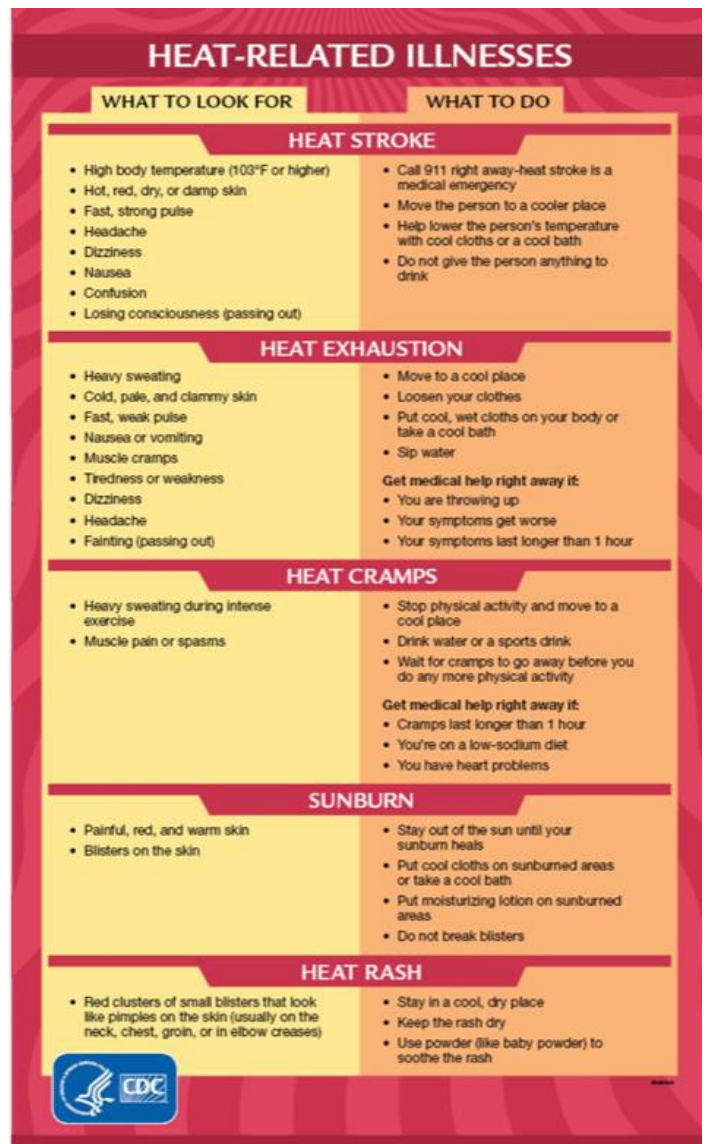 HEAT-RELATED ILLNESSES
WHAT TO LOOK FOR
WHAT TO DO
HEAT STROKE
• High body temperature (103°F or higher)
• Hot, red, dry, or damp skin
• Fast, strong pulse
• Headache
• Dizziness
• Nausea
• Confusion
• Losing consciousness (passing out)
• Call 911 right away-heat stroke is a
medical emergency
• Move the person to a cooler place
• Help lower the person's temperature
with cool cloths or a cool bath
• Do not give the person anything to
drink
HEAT EXHAUSTION
• Heavy sweating
• Cold, pale, and clammy skin
• Fast, weak pulse
• Nausea or vomiting
• Muscle cramps
• Tiredness or weakness
• Dizziness
• Headache
• Fainting (passing out)
• Move to a cool place
• Loosen your clothes
• Put cool, wet cloths on your body or
take a cool bath
• Sip water
Get medical help right away if:
• You are throwing up
• Your symptoms get worse
• Your symptoms last longer than 1 hour
HEAT CRAMPS
• Heavy sweating during intense
exercise
• Muscle pain or spasms
• Stop physical activity and move to a
cool place
• Drink water or a sports drink
• Wait for cramps to go away before you
do any more physical activity
Get medical help right away if:
• Cramps last longer than 1 hour
• You're on a low-sodium diet
• You have heart problems
SUNBURN
• Painful, red, and warm skin
• Blisters on the skin
• Stay out of the sun until your
sunburn heals
• Put cool cloths on sunburned areas
or take a cool bath
• Put moisturizing lotion on sunburned
areas
• Do not break blisters
HEAT RASH
• Red clusters of small blisters that look
like pimples on the skin (usually on the
neck, chest, groin, or in elbow creases)
• Stay in a cool, dry place
• Keep the rash dry
• Use powder (like baby powder) to
soothe the rash
CDC